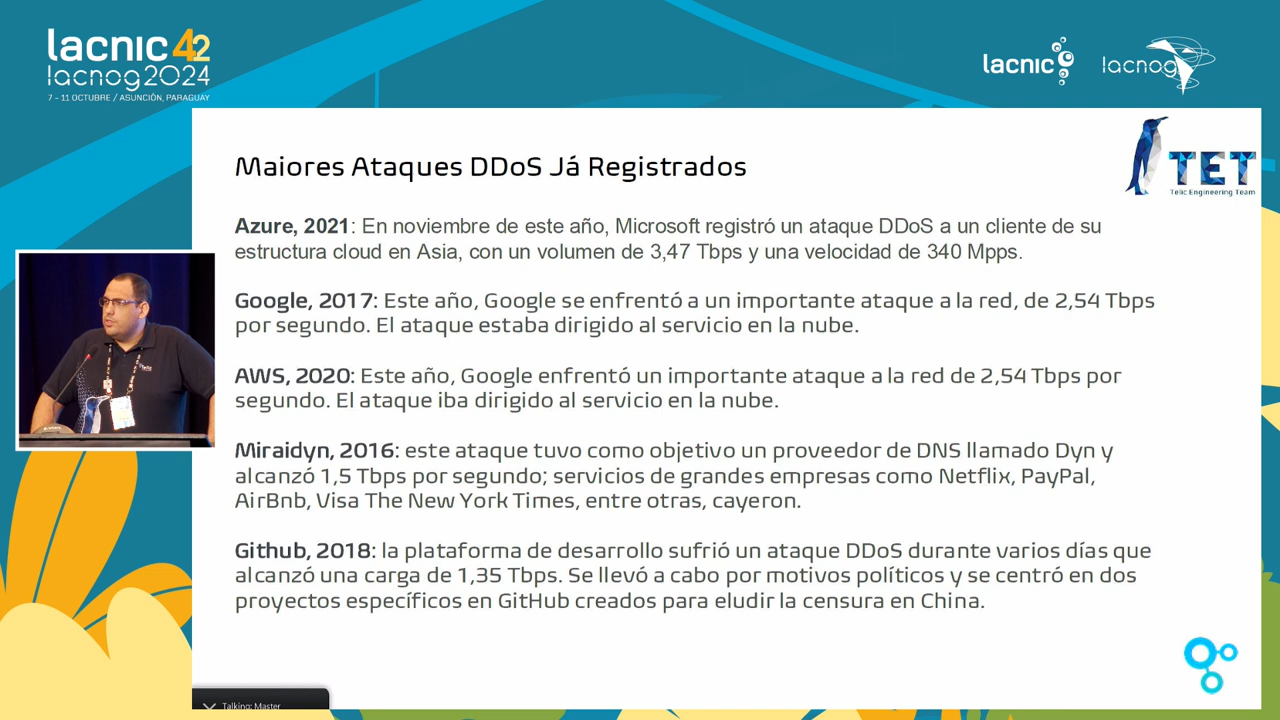 lacnic 42
lacnog2024
7 - 11 OCTUBRE / ASUNCIÓN, PARAGUAY
lacnic
lacnog
TET
Telic Engineering Team
Maiores Ataques DDoS Já Registrados
Azure, 2021: En noviembre de este año, Microsoft registró un ataque DDoS a un cliente de su
estructura cloud en Asia, con un volumen de 3,47 Tbps y una velocidad de 340 Mpps.
Google, 2017: Este año, Google se enfrentó a un importante ataque a la red, de 2,54 Tbps
por segundo. El ataque estaba dirigido al servicio en la nube.
AWS, 2020: Este año, Google enfrentó un importante ataque a la red de 2,54 Tbps por
segundo. El ataque iba dirigido al servicio en la nube.
Miraidyn, 2016: este ataque tuvo como objetivo un proveedor de DNS llamado Dyn y
alcanzó 1,5 Tbps por segundo; servicios de grandes empresas como Netflix, PayPal,
AirBnb, Visa The New York Times, entre otras, cayeron.
Github, 2018: la plataforma de desarrollo sufrió un ataque DDoS durante varios días que
alcanzó una carga de 1,35 Tbps. Se llevó a cabo por motivos políticos y se centró en dos
proyectos específicos en GitHub creados para eludir la censura en China.
Talking: Master